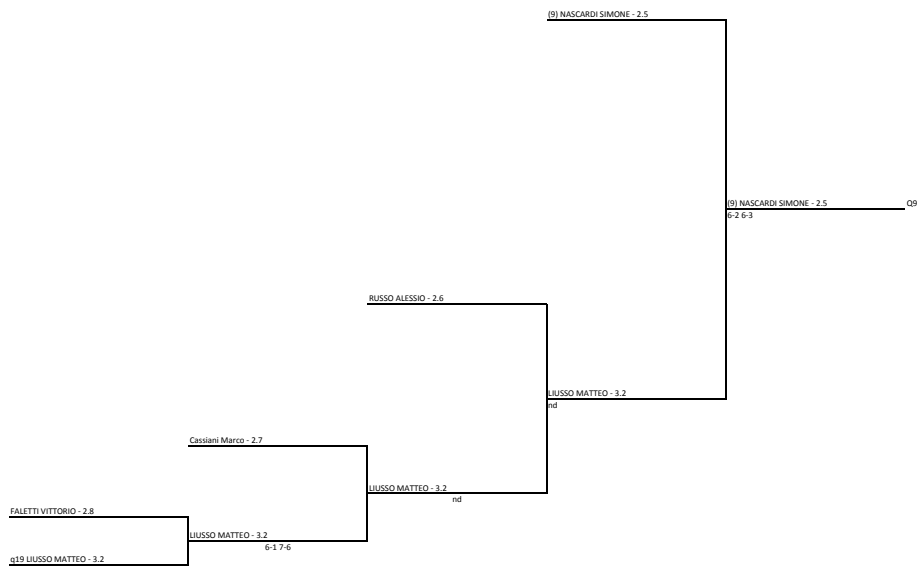 (9) NASCARDI SIMONE - 2.5
(9) NASCARDI SIMONE - 2.5
Q9
6-2 6-3
RUSSO ALESSIO - 2.6
LIUSSO MATTEO - 3.2
nd
Cassiani Marco - 2.7
LIUSSO MATTEO - 3.2
nd
FALETTI VITTORIO - 2.8
LIUSSO MATTEO - 3.2
6-1 7-6
q19 LIUSSO MATTEO - 3.2